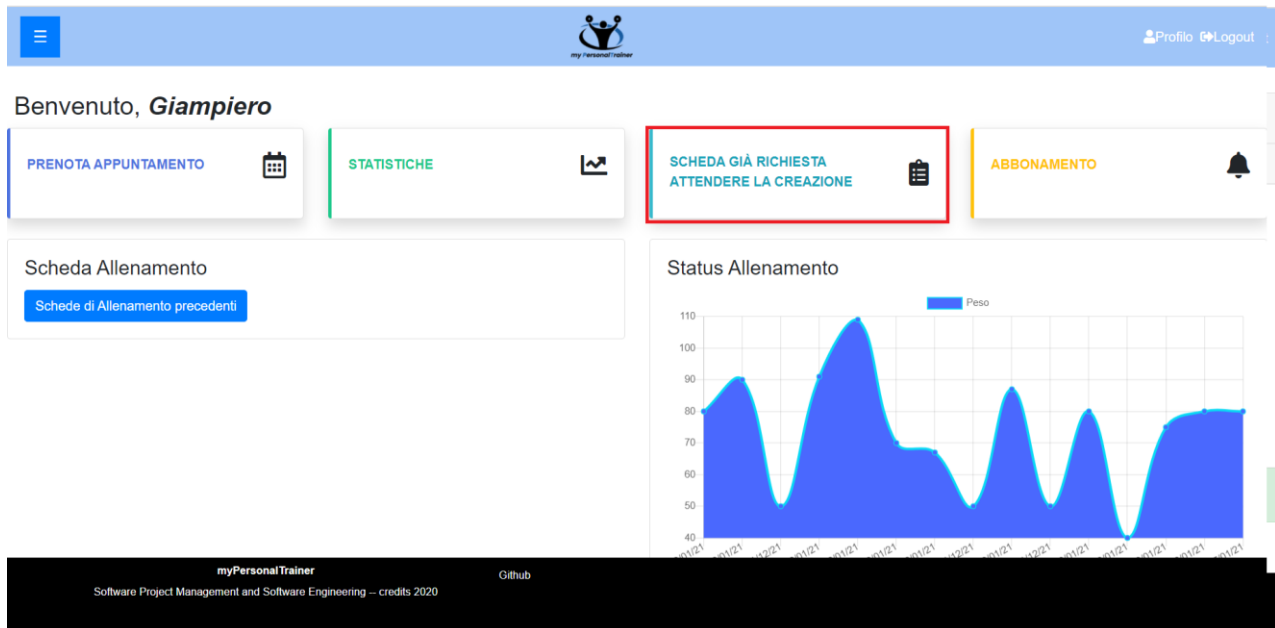 ☰
myPersonalTrainer
Profilo Logout
Benvenuto, Giampiero
PRENOTA APPUNTAMENTO
STATISTICHE
SCHEDA GIÀ RICHIESTA
ATTENDERE LA CREAZIONE
ABBONAMENTO
Scheda Allenamento
Schede di Allenamento precedenti
Status Allenamento
Peso
110
100
90
80
70
60
50
40
myPersonalTrainer
Github
Software Project Management and Software Engineering -- credits 2020